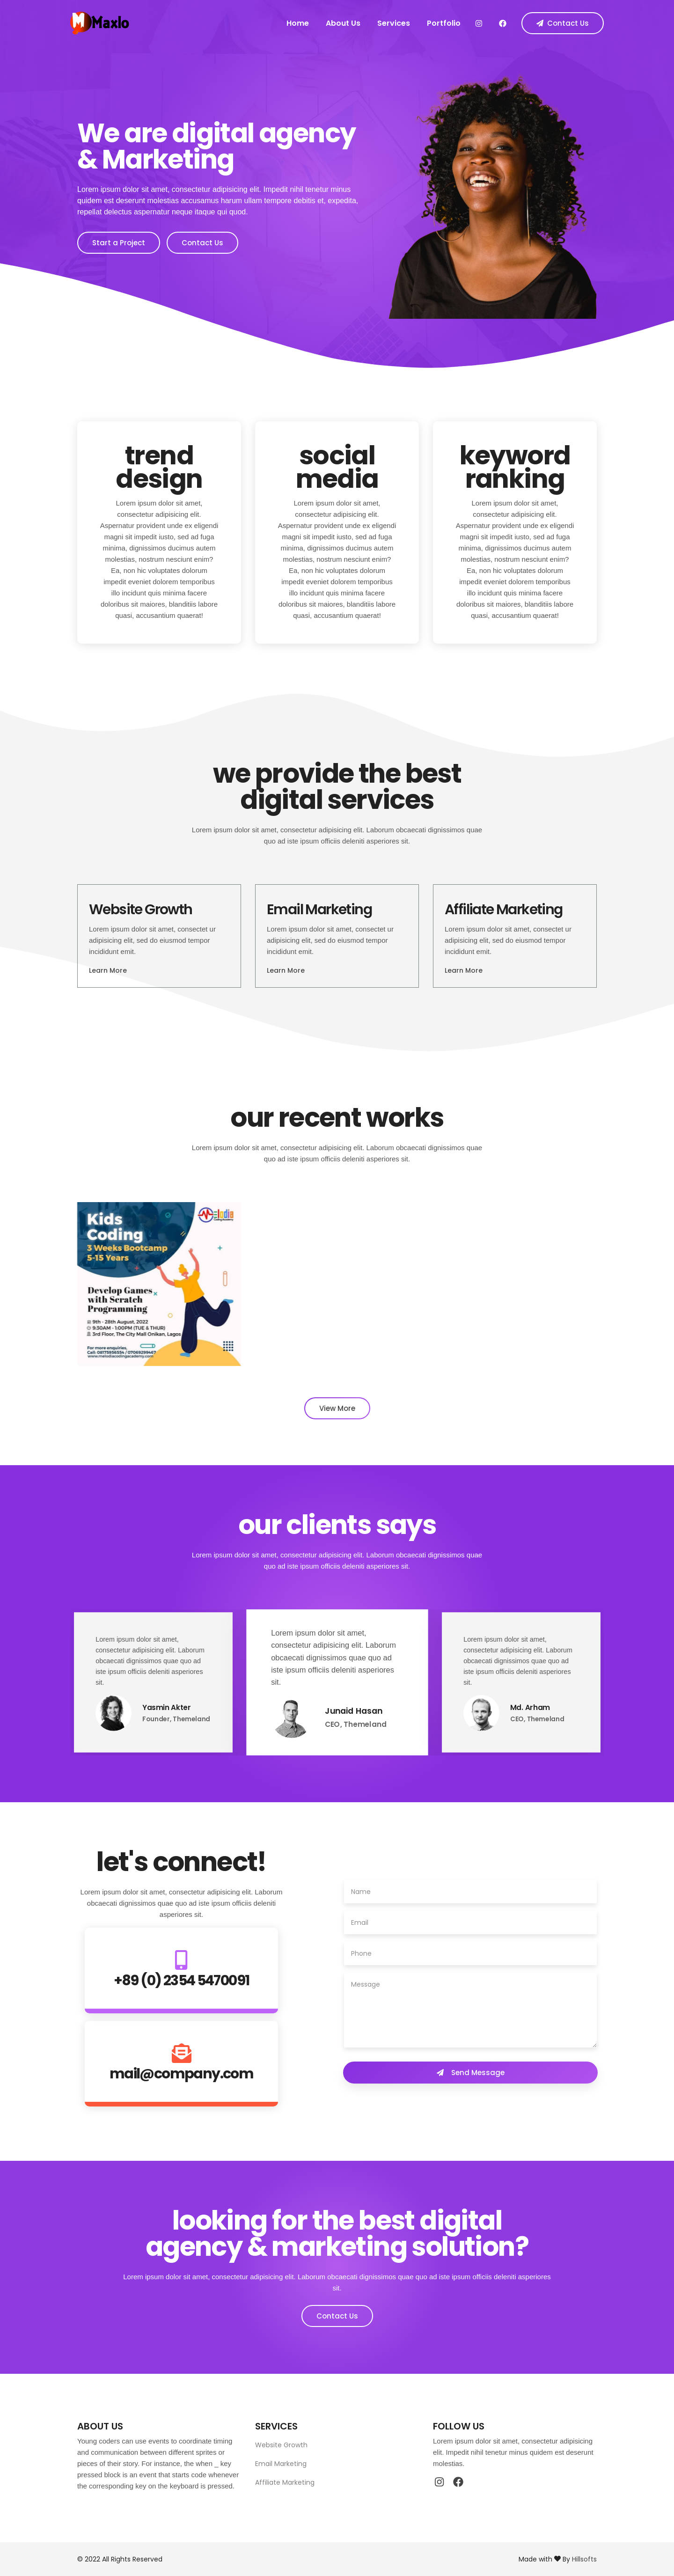 Maxlo
Home About Us Services Portfolio Contact Us
We are digital agency
& Marketing
Lorem ipsum dolor sit amet, consectetur adipisicing elit. Impedit nihil tenetur minus
quidem est deserunt molestias accusamus harum ullam tempore debitis et, expedita,
repellat delectus aspernatur neque itaque qui quod.
Start a Project Contact Us
trend
design
Lorem ipsum dolor sit amet,
consectetur adipisicing elit.
Aspernatur provident unde ex eligendi
magni sit impedit iusto, sed ad fuga
minima, dignissimos ducimus autem
molestias, nostrum nesciunt enim?
Ea, non hic voluptates dolorum
impedit eveniet dolorem temporibus
illo incidunt quis minima facere
doloribus sit maiores, blanditiis labore
quasi, accusantium quaerat!
social
media
Lorem ipsum dolor sit amet,
consectetur adipisicing elit.
Aspernatur provident unde ex eligendi
magni sit impedit iusto, sed ad fuga
minima, dignissimos ducimus autem
molestias, nostrum nesciunt enim?
Ea, non hic voluptates dolorum
impedit eveniet dolorem temporibus
illo incidunt quis minima facere
doloribus sit maiores, blanditiis labore
quasi, accusantium quaerat!
keyword
ranking
Lorem ipsum dolor sit amet,
consectetur adipisicing elit.
Aspernatur provident unde ex eligendi
magni sit impedit iusto, sed ad fuga
minima, dignissimos ducimus autem
molestias, nostrum nesciunt enim?
Ea, non hic voluptates dolorum
impedit eveniet dolorem temporibus
illo incidunt quis minima facere
doloribus sit maiores, blanditiis labore
quasi, accusantium quaerat!
we provide the best
digital services
Lorem ipsum dolor sit amet, consectetur adipisicing elit. Laborum obcaecati dignissimos quae
quo ad iste ipsum officiis deleniti asperiores sit.
Website Growth
Lorem ipsum dolor sit amet, consectet ur
adipisicing elit, sed do eiusmod tempor
incididunt emit.
Learn More
Email Marketing
Lorem ipsum dolor sit amet, consectet ur
adipisicing elit, sed do eiusmod tempor
incididunt emit.
Learn More
Affiliate Marketing
Lorem ipsum dolor sit amet, consectet ur
adipisicing elit, sed do eiusmod tempor
incididunt emit.
Learn More
our recent works
Lorem ipsum dolor sit amet, consectetur adipisicing elit. Laborum obcaecati dignissimos quae
quo ad iste ipsum officiis deleniti asperiores sit.
Kids
Coding
3 Weeks Bootcamp
5-15 Years
Develop Games
with Scratch
Programming
9th - 28th August, 2022
9:30AM - 1:00PM (TUE & THUR)
3rd Floor, The City Mall Onikan, Lagos
For more enquiries,
View More
our clients says
Lorem ipsum dolor sit amet, consectetur adipisicing elit. Laborum obcaecati dignissimos quae
quo ad iste ipsum officiis deleniti asperiores sit.
Lorem ipsum dolor sit amet,
consectetur adipisicing elit. Laborum
obcaecati dignissimos quae quo ad
iste ipsum officiis deleniti asperiores
sit.
Yasmin Akter
Founder, Themeland
Lorem ipsum dolor sit amet,
consectetur adipisicing elit. Laborum
obcaecati dignissimos quae quo ad
iste ipsum officiis deleniti asperiores
sit.
Junaid Hasan
CEO, Themeland
Lorem ipsum dolor sit amet,
consectetur adipisicing elit. Laborum
obcaecati dignissimos quae quo ad
iste ipsum officiis deleniti asperiores
sit.
Md. Arham
CEO, Themeland
let's connect!
Lorem ipsum dolor sit amet, consectetur adipisicing elit. Laborum
obcaecati dignissimos quae quo ad iste ipsum officiis deleniti
asperiores sit.
+89 (0) 2354 5470091
mail@company.com
Name
Email
Phone
Message
Send Message
looking for the best digital
agency & marketing solution?
Lorem ipsum dolor sit amet, consectetur adipisicing elit. Laborum obcaecati dignissimos quae quo ad iste ipsum officiis deleniti asperiores
sit.
Contact Us
ABOUT US
Young coders can use events to coordinate timing
and communication between different sprites or
pieces of their story. For instance, the when _ key
pressed block is an event that starts code whenever
the corresponding key on the keyboard is pressed.
SERVICES
Website Growth
Email Marketing
Affiliate Marketing
FOLLOW US
Lorem ipsum dolor sit amet, consectetur adipisicing
elit. Impedit nihil tenetur minus quidem est deserunt
molestias.
© 2022 All Rights Reserved
Made with ♥ By Hillsofts